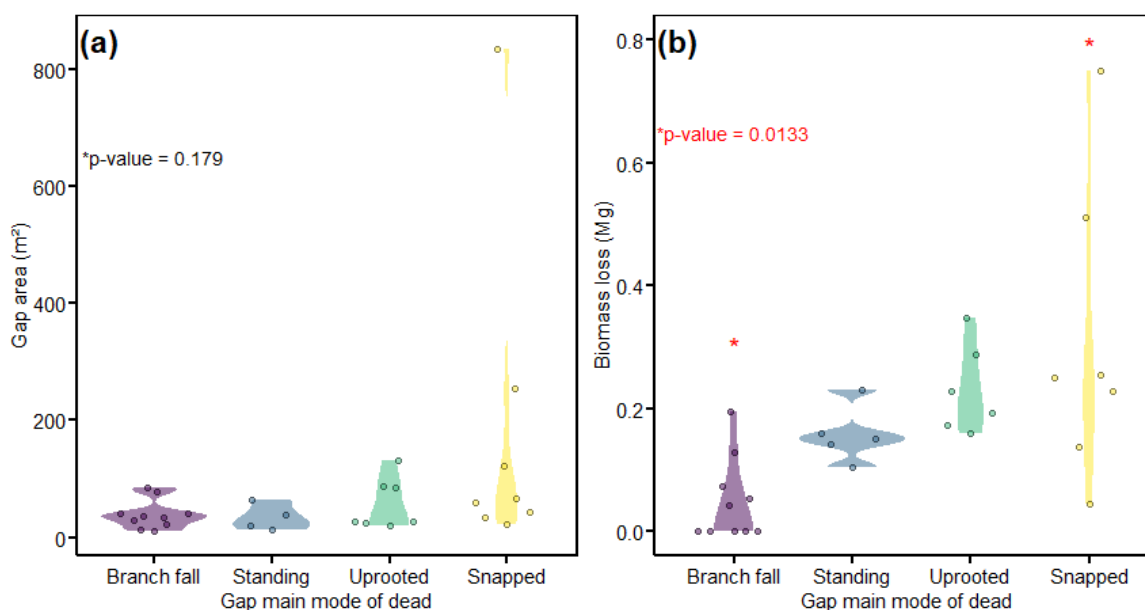 (a)
*p-value = 0.179
Gap area (m²)
800
600
400
200
0
Branch fall Standing Uprooted Snapped
Gap main mode of dead
(b)
*
*p-value = 0.0133
*
Biomass loss (Mg)
0.8
0.6
0.4
0.2
0.0
Branch fall Standing Uprooted Snapped
Gap main mode of dead